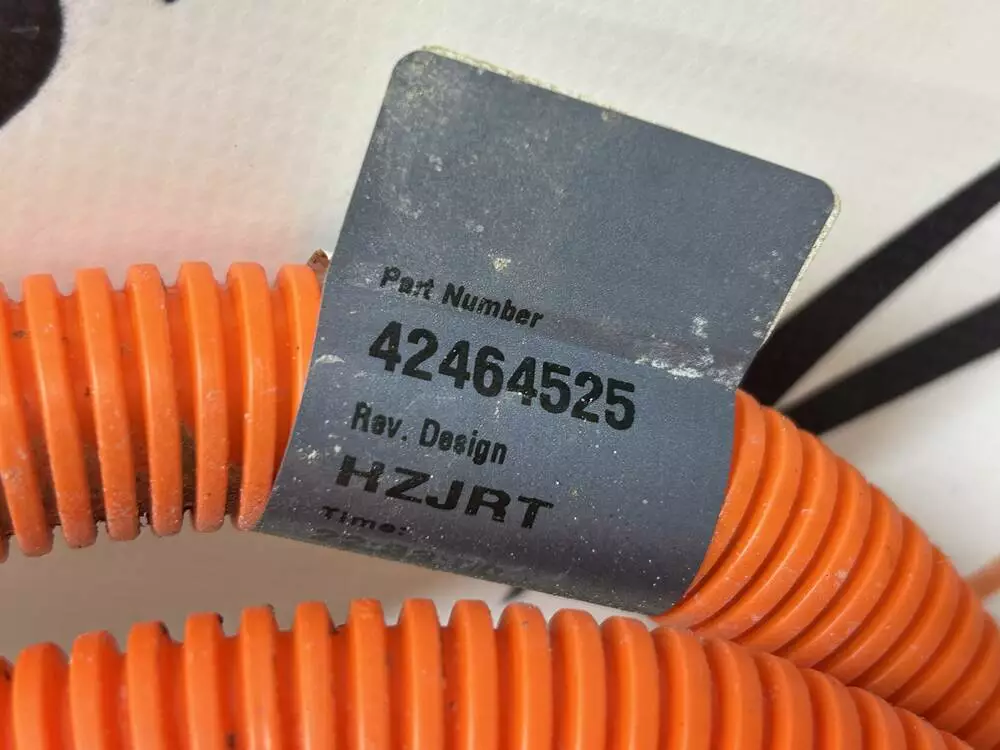 Part Number
42464525
Rev. Design
HZJRT
Time: